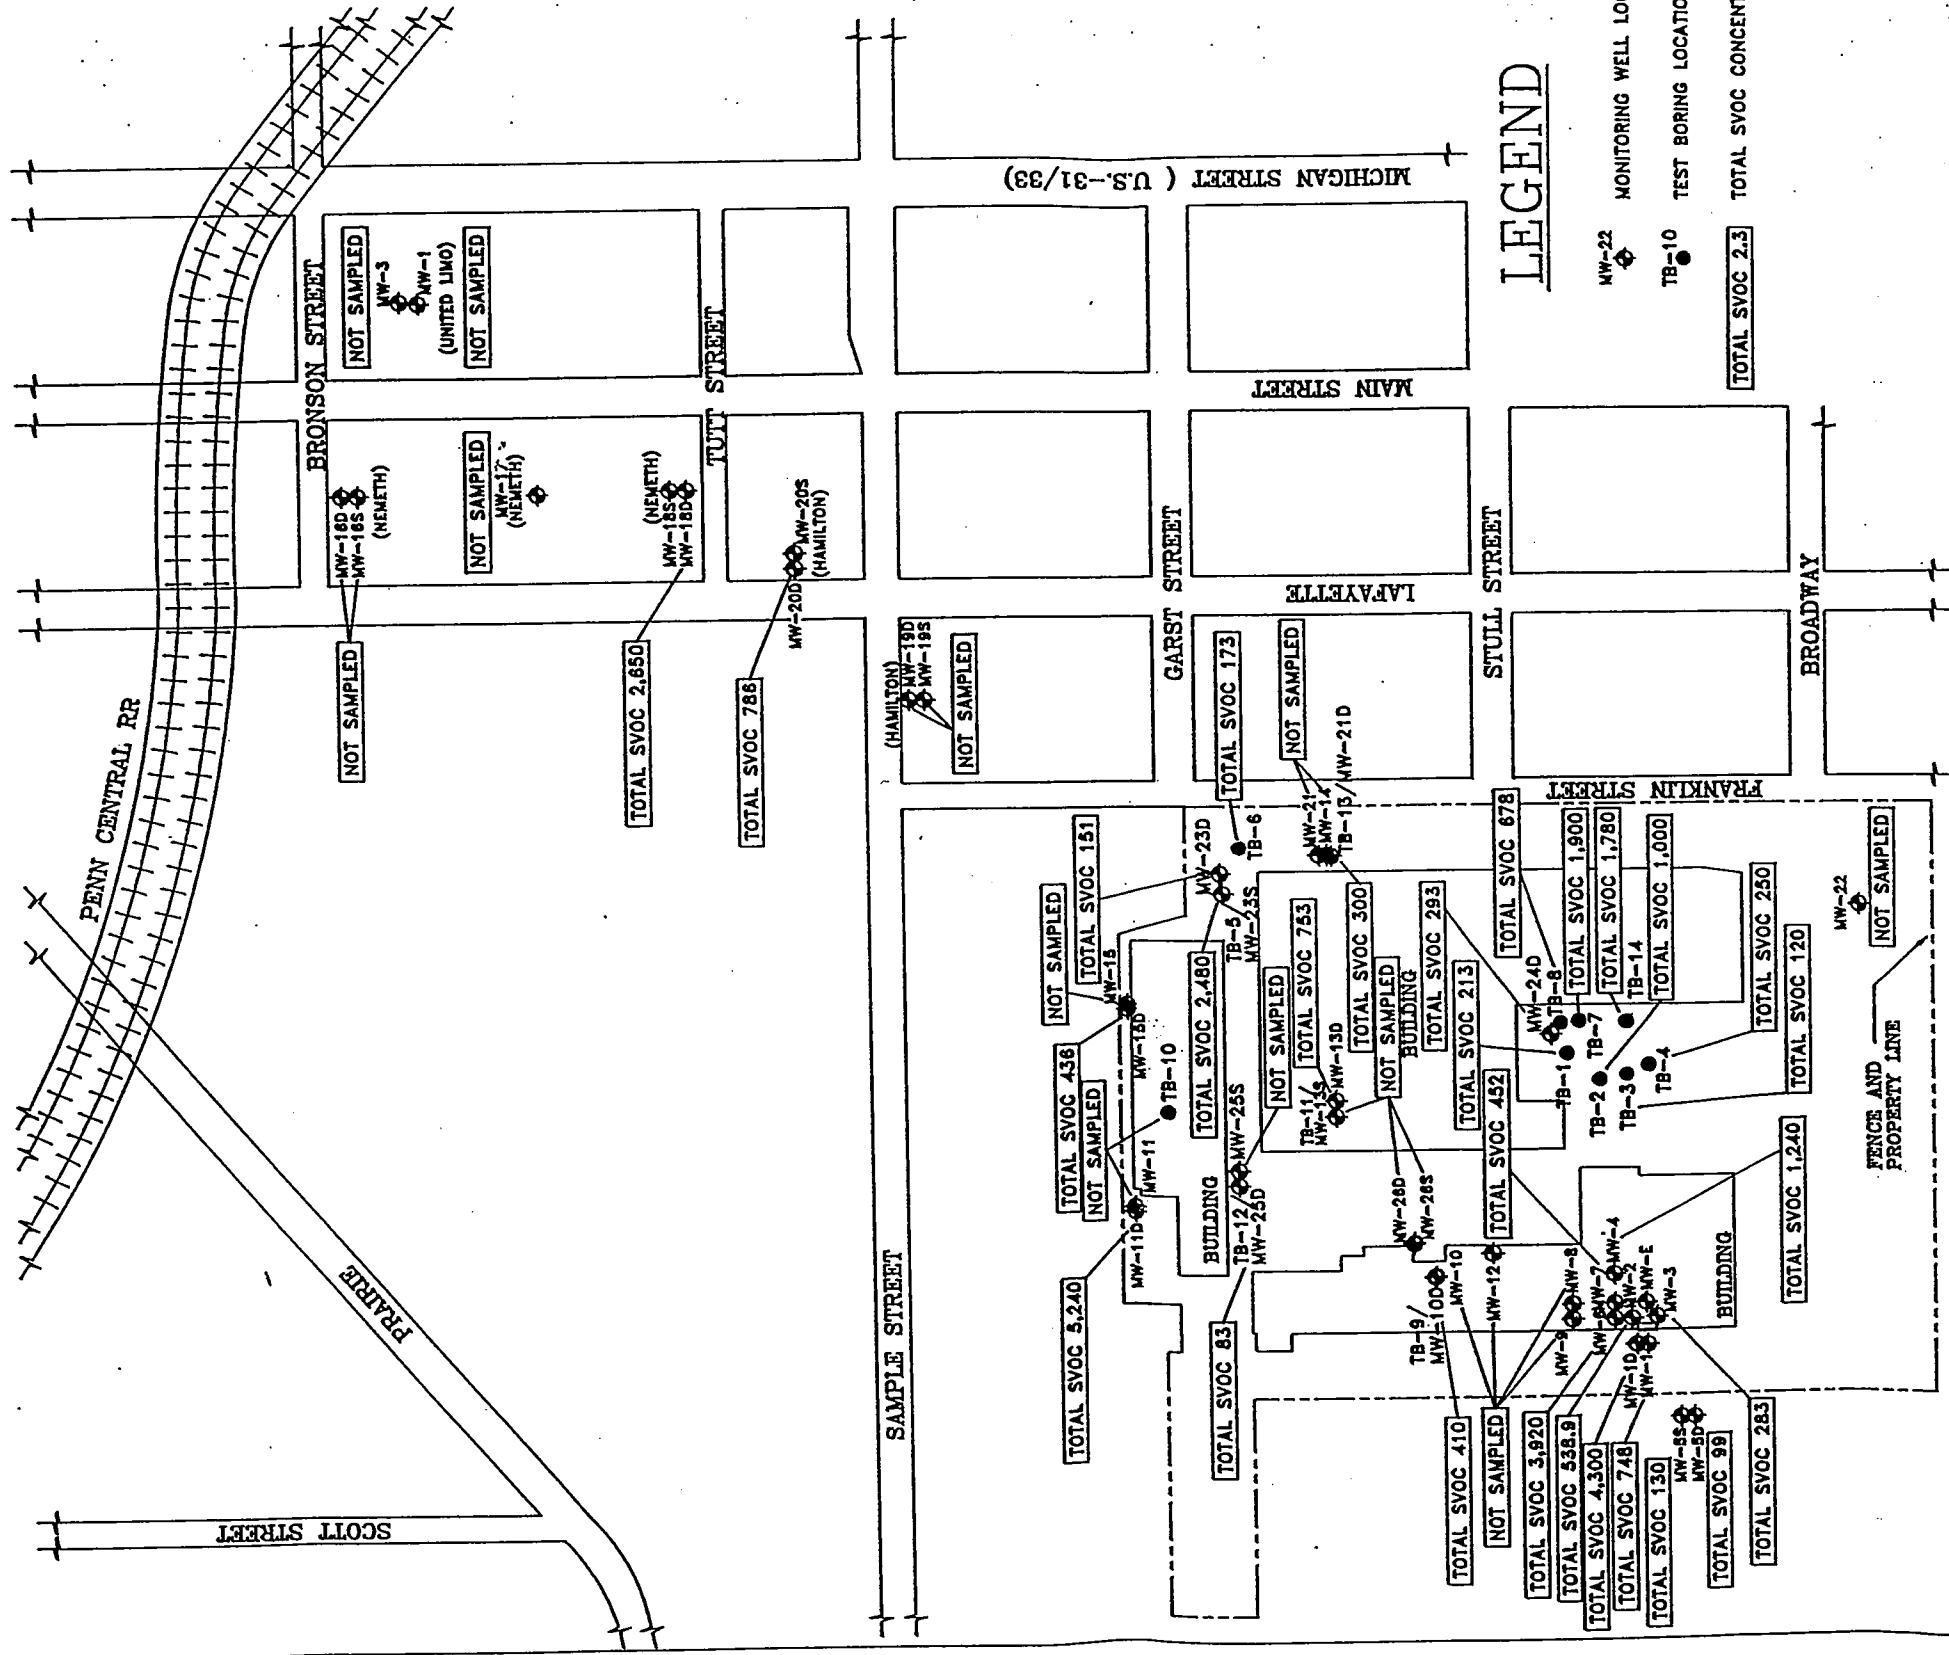 PENN CENTRAL RR
BRONSON STREET
NOT SAMPLED
MW-3
MW-1
(UNITED LIMO)
NOT SAMPLED
MW-16D
MW-16S
(NEMETH)
NOT SAMPLED
NOT SAMPLED
MW-17
(NEMETH)
(NEMETH)
MW-18S
MW-18D
TOTAL SVOC 2,650
TUTT STREET
MW-20D
MW-20S
(HAMILTON)
TOTAL SVOC 786
MICHIGAN STREET ( U.S.-31/33)
MAIN STREET
LAFAYETTE
FRANKLIN STREET
SCOTT STREET
PRAIRIE
SAMPLE STREET
GARST STREET
STULL STREET
BROADWAY
(HAMILTON)
MW-19D
MW-19S
NOT SAMPLED
LEGEND
MW-22
MONITORING WELL LO
TB-10
TEST BORING LOCATIO
TOTAL SVOC 2.3
TOTAL SVOC CONCENT
TOTAL SVOC 173
NOT SAMPLED
TOTAL SVOC 151
MW-23D
TB-6
MW-21
MW-14
TB-13/MW-21D
NOT SAMPLED
MW-15
TB-5
MW-23S
TOTAL SVOC 436
MW-15D
NOT SAMPLED
TB-10
TOTAL SVOC 2,480
MW-11
MW-11D
TOTAL SVOC 5,240
BUILDING
MW-25S
TB-12/
MW-25D
NOT SAMPLED
TOTAL SVOC 83
TOTAL SVOC 753
TB-11/
MW-13S
MW-13D
TOTAL SVOC 300
NOT SAMPLED
BUILDING
TOTAL SVOC 293
TOTAL SVOC 213
TOTAL SVOC 678
TOTAL SVOC 1,900
TOTAL SVOC 1,780
TOTAL SVOC 1,000
MW-24D
TB-8
TB-7
TB-14
TB-1
TB-2
TB-3
TB-4
TOTAL SVOC 250
TOTAL SVOC 120
MW-22
NOT SAMPLED
FENCE AND
PROPERTY LINE
MW-26D
MW-26S
TOTAL SVOC 452
TB-9/
MW-10D
MW-10
MW-12
MW-8
MW-9
MW-7
MW-4
MW-2
MW-E
MW-3
MW-1D
BUILDING
TOTAL SVOC 1,240
TOTAL SVOC 410
NOT SAMPLED
TOTAL SVOC 3,920
TOTAL SVOC 538.9
TOTAL SVOC 4,300
TOTAL SVOC 748
TOTAL SVOC 130
MW-5S
MW-5D
TOTAL SVOC 99
TOTAL SVOC 283